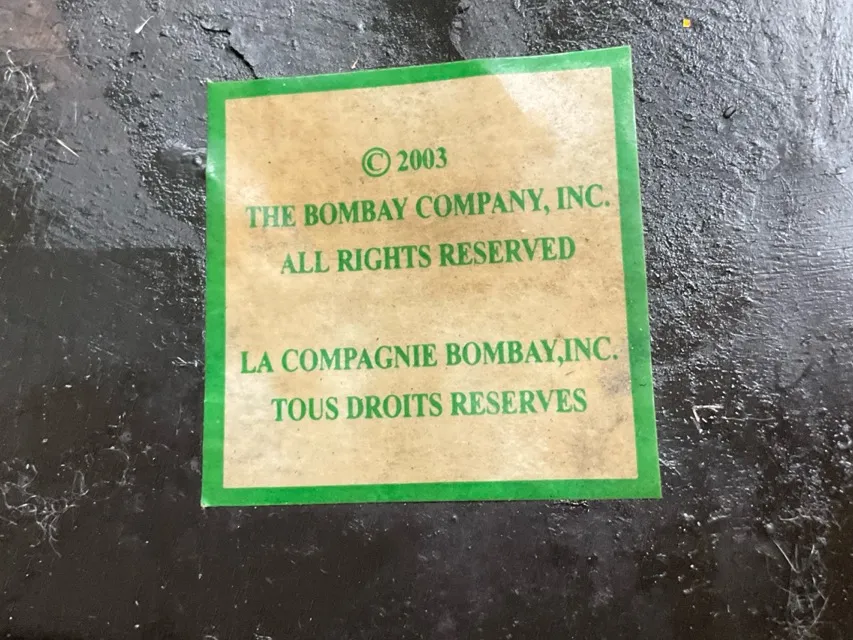 © 2003
THE BOMBAY COMPANY, INC.
ALL RIGHTS RESERVED
LA COMPAGNIE BOMBAY,INC.
TOUS DROITS RESERVES